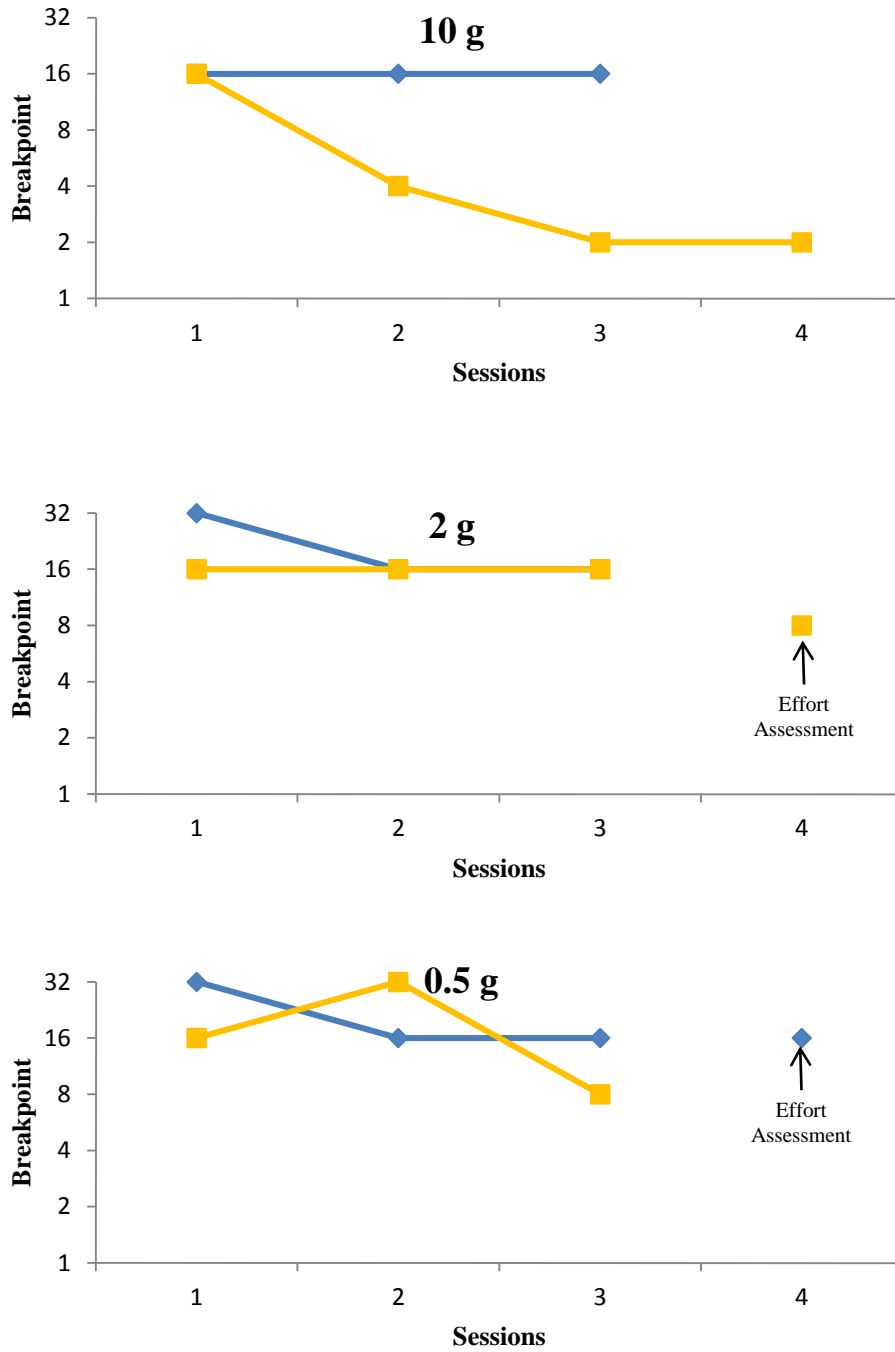 10 g
32
16
8
4
2
1
Breakpoint
1 2 3 4
Sessions
2 g
32
16
8
4
2
1
Breakpoint
Effort
Assessment
1 2 3 4
Sessions
0.5 g
32
16
8
4
2
1
Breakpoint
Effort
Assessment
1 2 3 4
Sessions